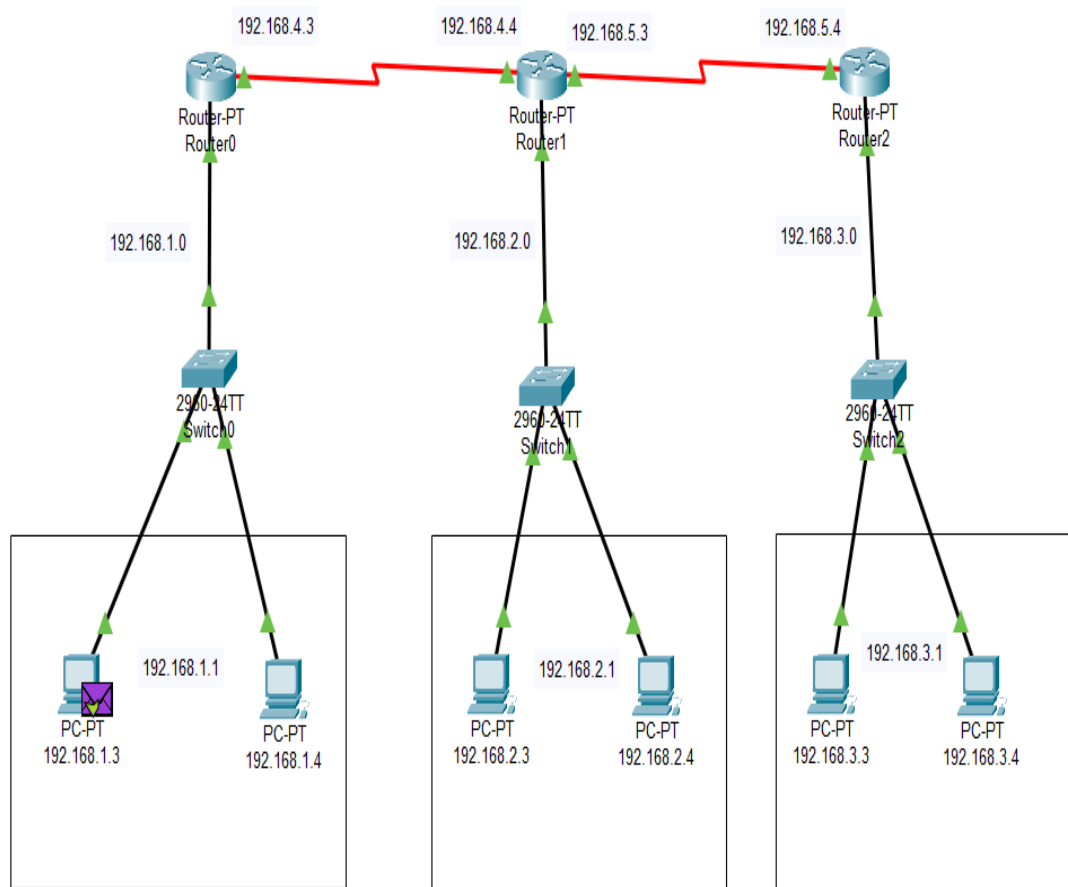 192.168.4.3
192.168.4.4
192.168.5.3
192.168.5.4
Router-PT
Router0
Router-PT
Router1
Router-PT
Router2
192.168.1.0
192.168.2.0
192.168.3.0
2960-24TT
Switch0
2960-24TT
Switch1
2960-24TT
Switch2
192.168.1.1
192.168.2.1
192.168.3.1
PC-PT
192.168.1.3
PC-PT
192.168.1.4
PC-PT
192.168.2.3
PC-PT
192.168.2.4
PC-PT
192.168.3.3
PC-PT
192.168.3.4